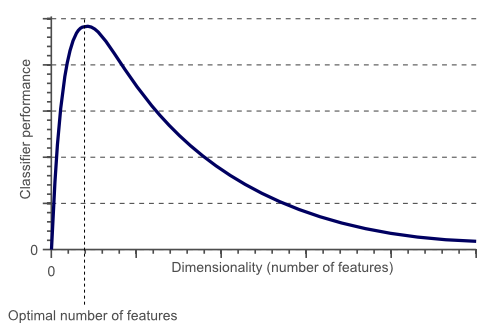 Classifier performance
0
0
Dimensionality (number of features)
Optimal number of features